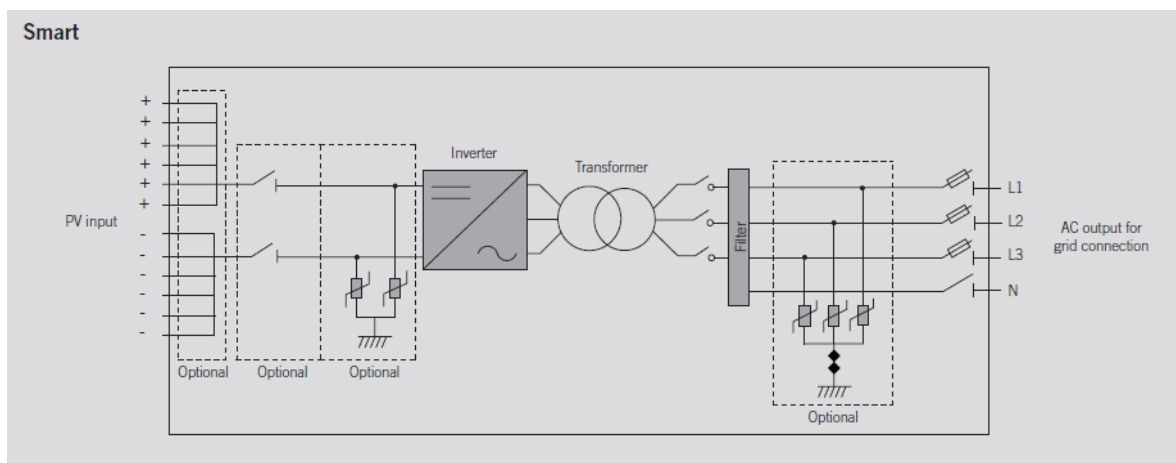 Smart
+
+
+
+
+
+
PV input
-
-
-
-
-
-
Optional
Optional
Optional
Inverter
Transformer
Filter
Optional
L1
L2
L3
N
AC output for
grid connection